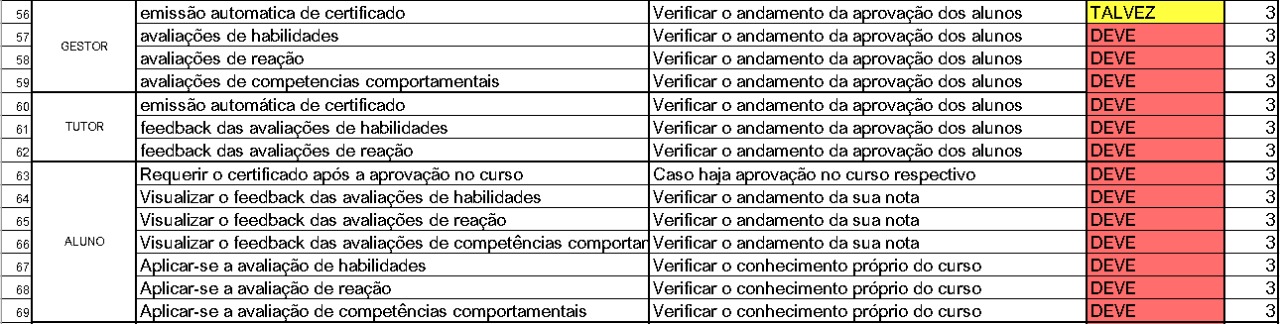 56 emissão automatica de certificado Verificar o andamento da aprovação dos alunos TALVEZ 3
57 avaliações de habilidades Verificar o andamento da aprovação dos alunos DEVE 3
GESTOR
58 avaliações de reação Verificar o andamento da aprovação dos alunos DEVE 3
59 avaliações de competencias comportamentais Verificar o andamento da aprovação dos alunos DEVE 3
60 emissão automática de certificado Verificar o andamento da aprovação dos alunos DEVE 3
61 TUTOR feedback das avaliações de habilidades Verificar o andamento da aprovação dos alunos DEVE 3
62 feedback das avaliações de reação Verificar o andamento da aprovação dos alunos DEVE 3
63 Requerir o certificado após a aprovação no curso Caso haja aprovação no curso respectivo DEVE 3
64 Visualizar o feedback das avaliações de habilidades Verificar o andamento da sua nota DEVE 3
65 Visualizar o feedback das avaliações de reação Verificar o andamento da sua nota DEVE 3
66 ALUNO Visualizar o feedback das avaliações de competências comportar Verificar o andamento da sua nota DEVE 3
67 Aplicar-se a avaliação de habilidades Verificar o conhecimento próprio do curso DEVE 3
68 Aplicar-se a avaliação de reação Verificar o conhecimento próprio do curso DEVE 3
69 Aplicar-se a avaliação de competências comportamentais Verificar o conhecimento próprio do curso DEVE 3